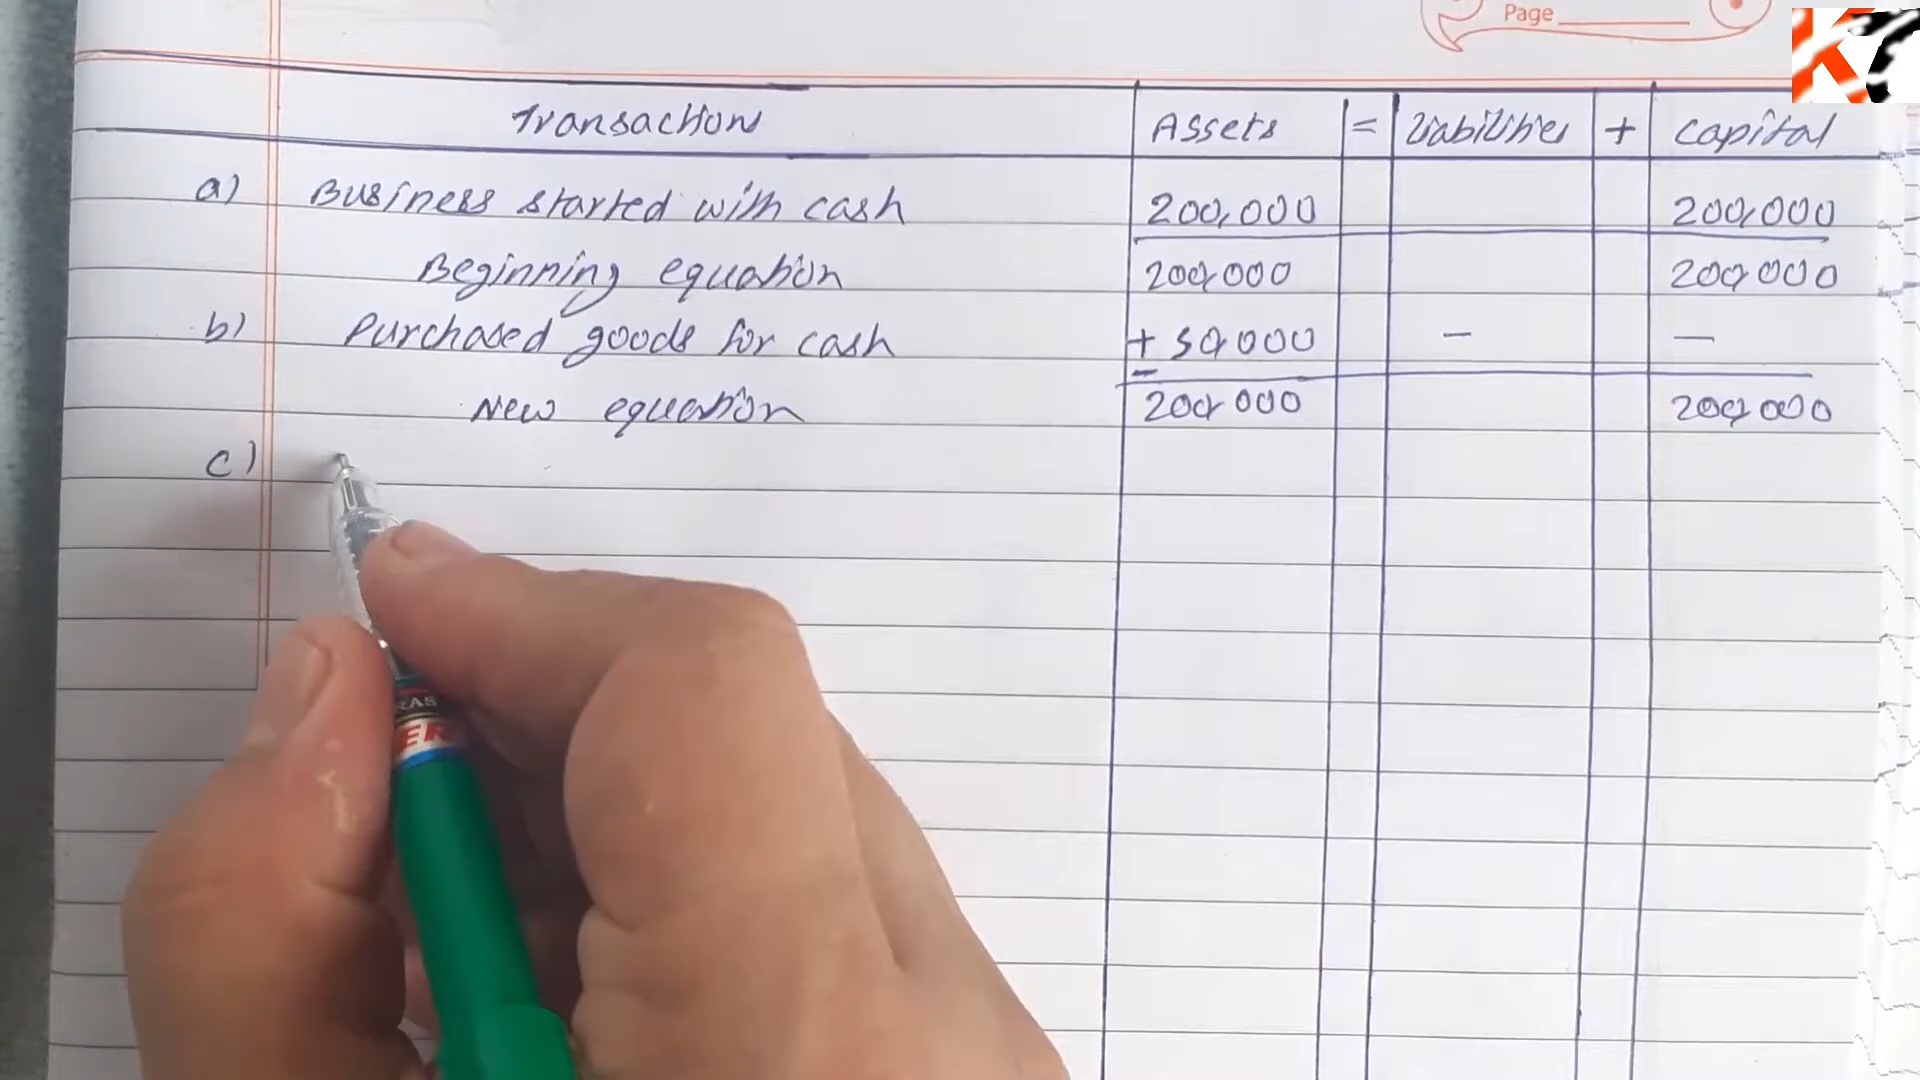 Page
Transaction Assets = Liabilities + Capital
a) Business started with cash 200,000 200,000
Beginning equation 200,000 200,000
b) Purchased goods for cash ± 50,000 — —
New equation 200,000 200,000
c)
ER